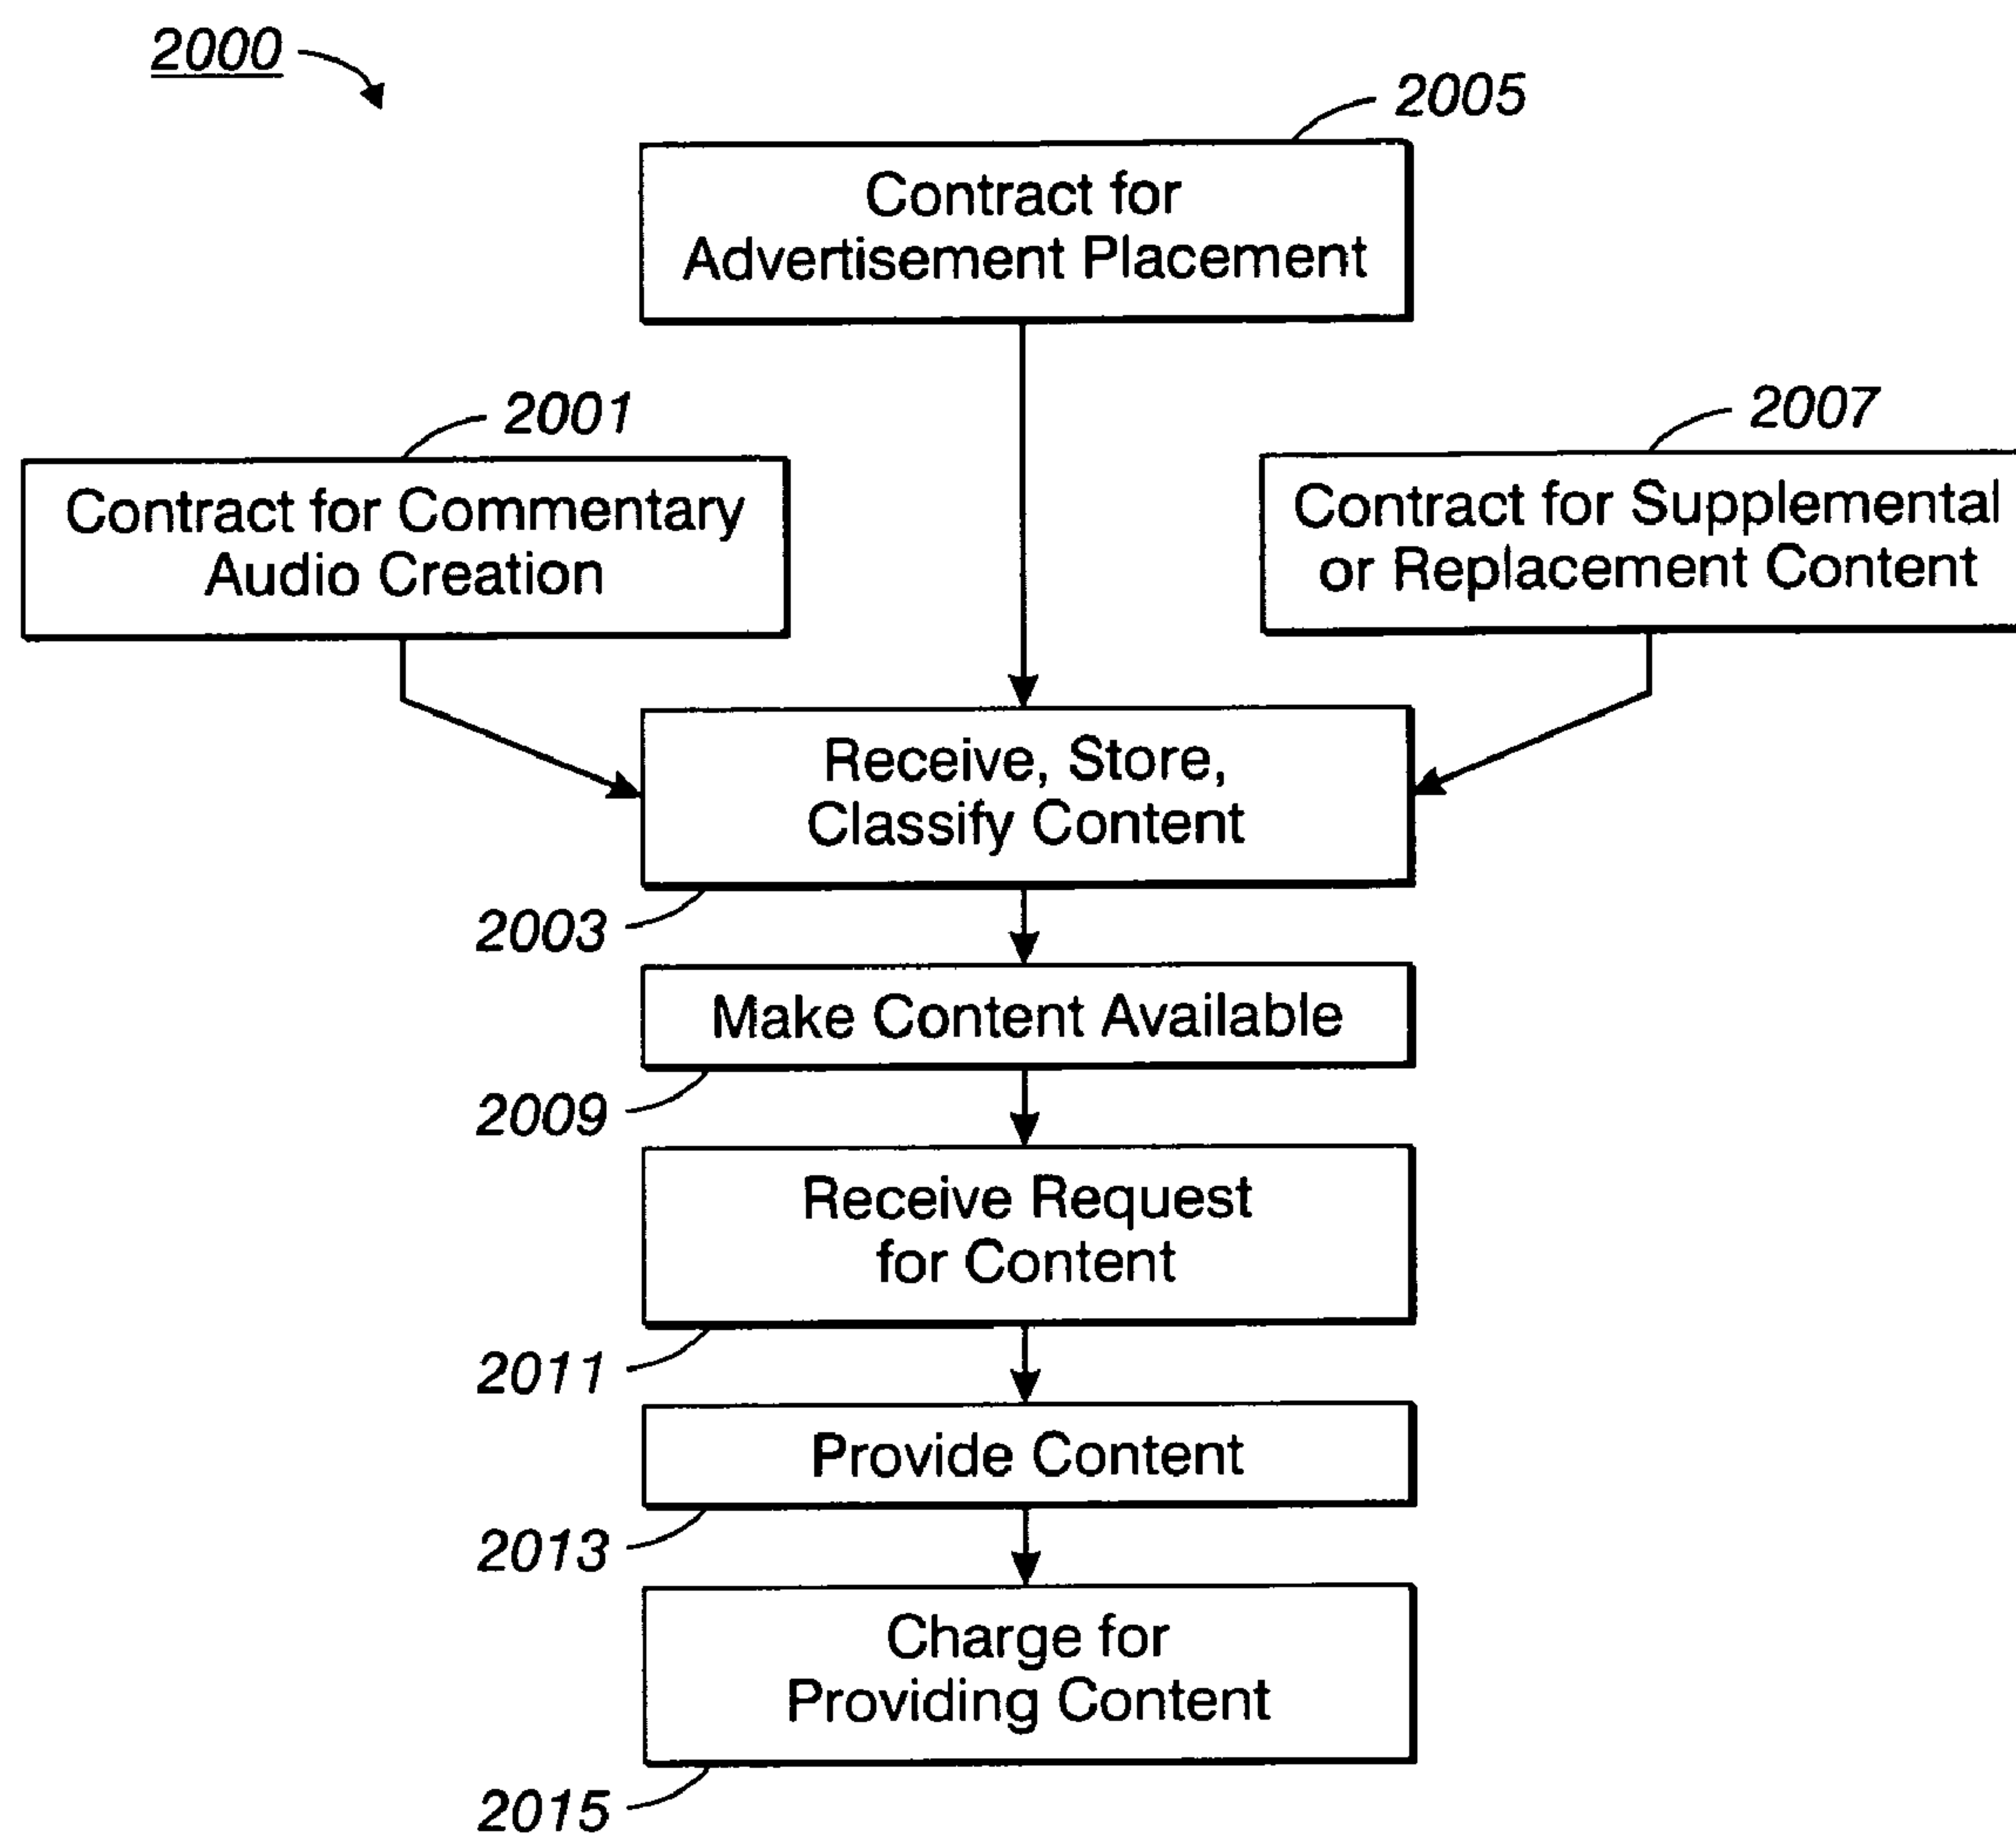 2000
2005
Contract for
Advertisement Placement
2001
Contract for Commentary
Audio Creation
2007
Contract for Supplemental
or Replacement Content
Receive, Store,
Classify Content
2003
Make Content Available
2009
Receive Request
for Content
2011
Provide Content
2013
Charge for
Providing Content
2015